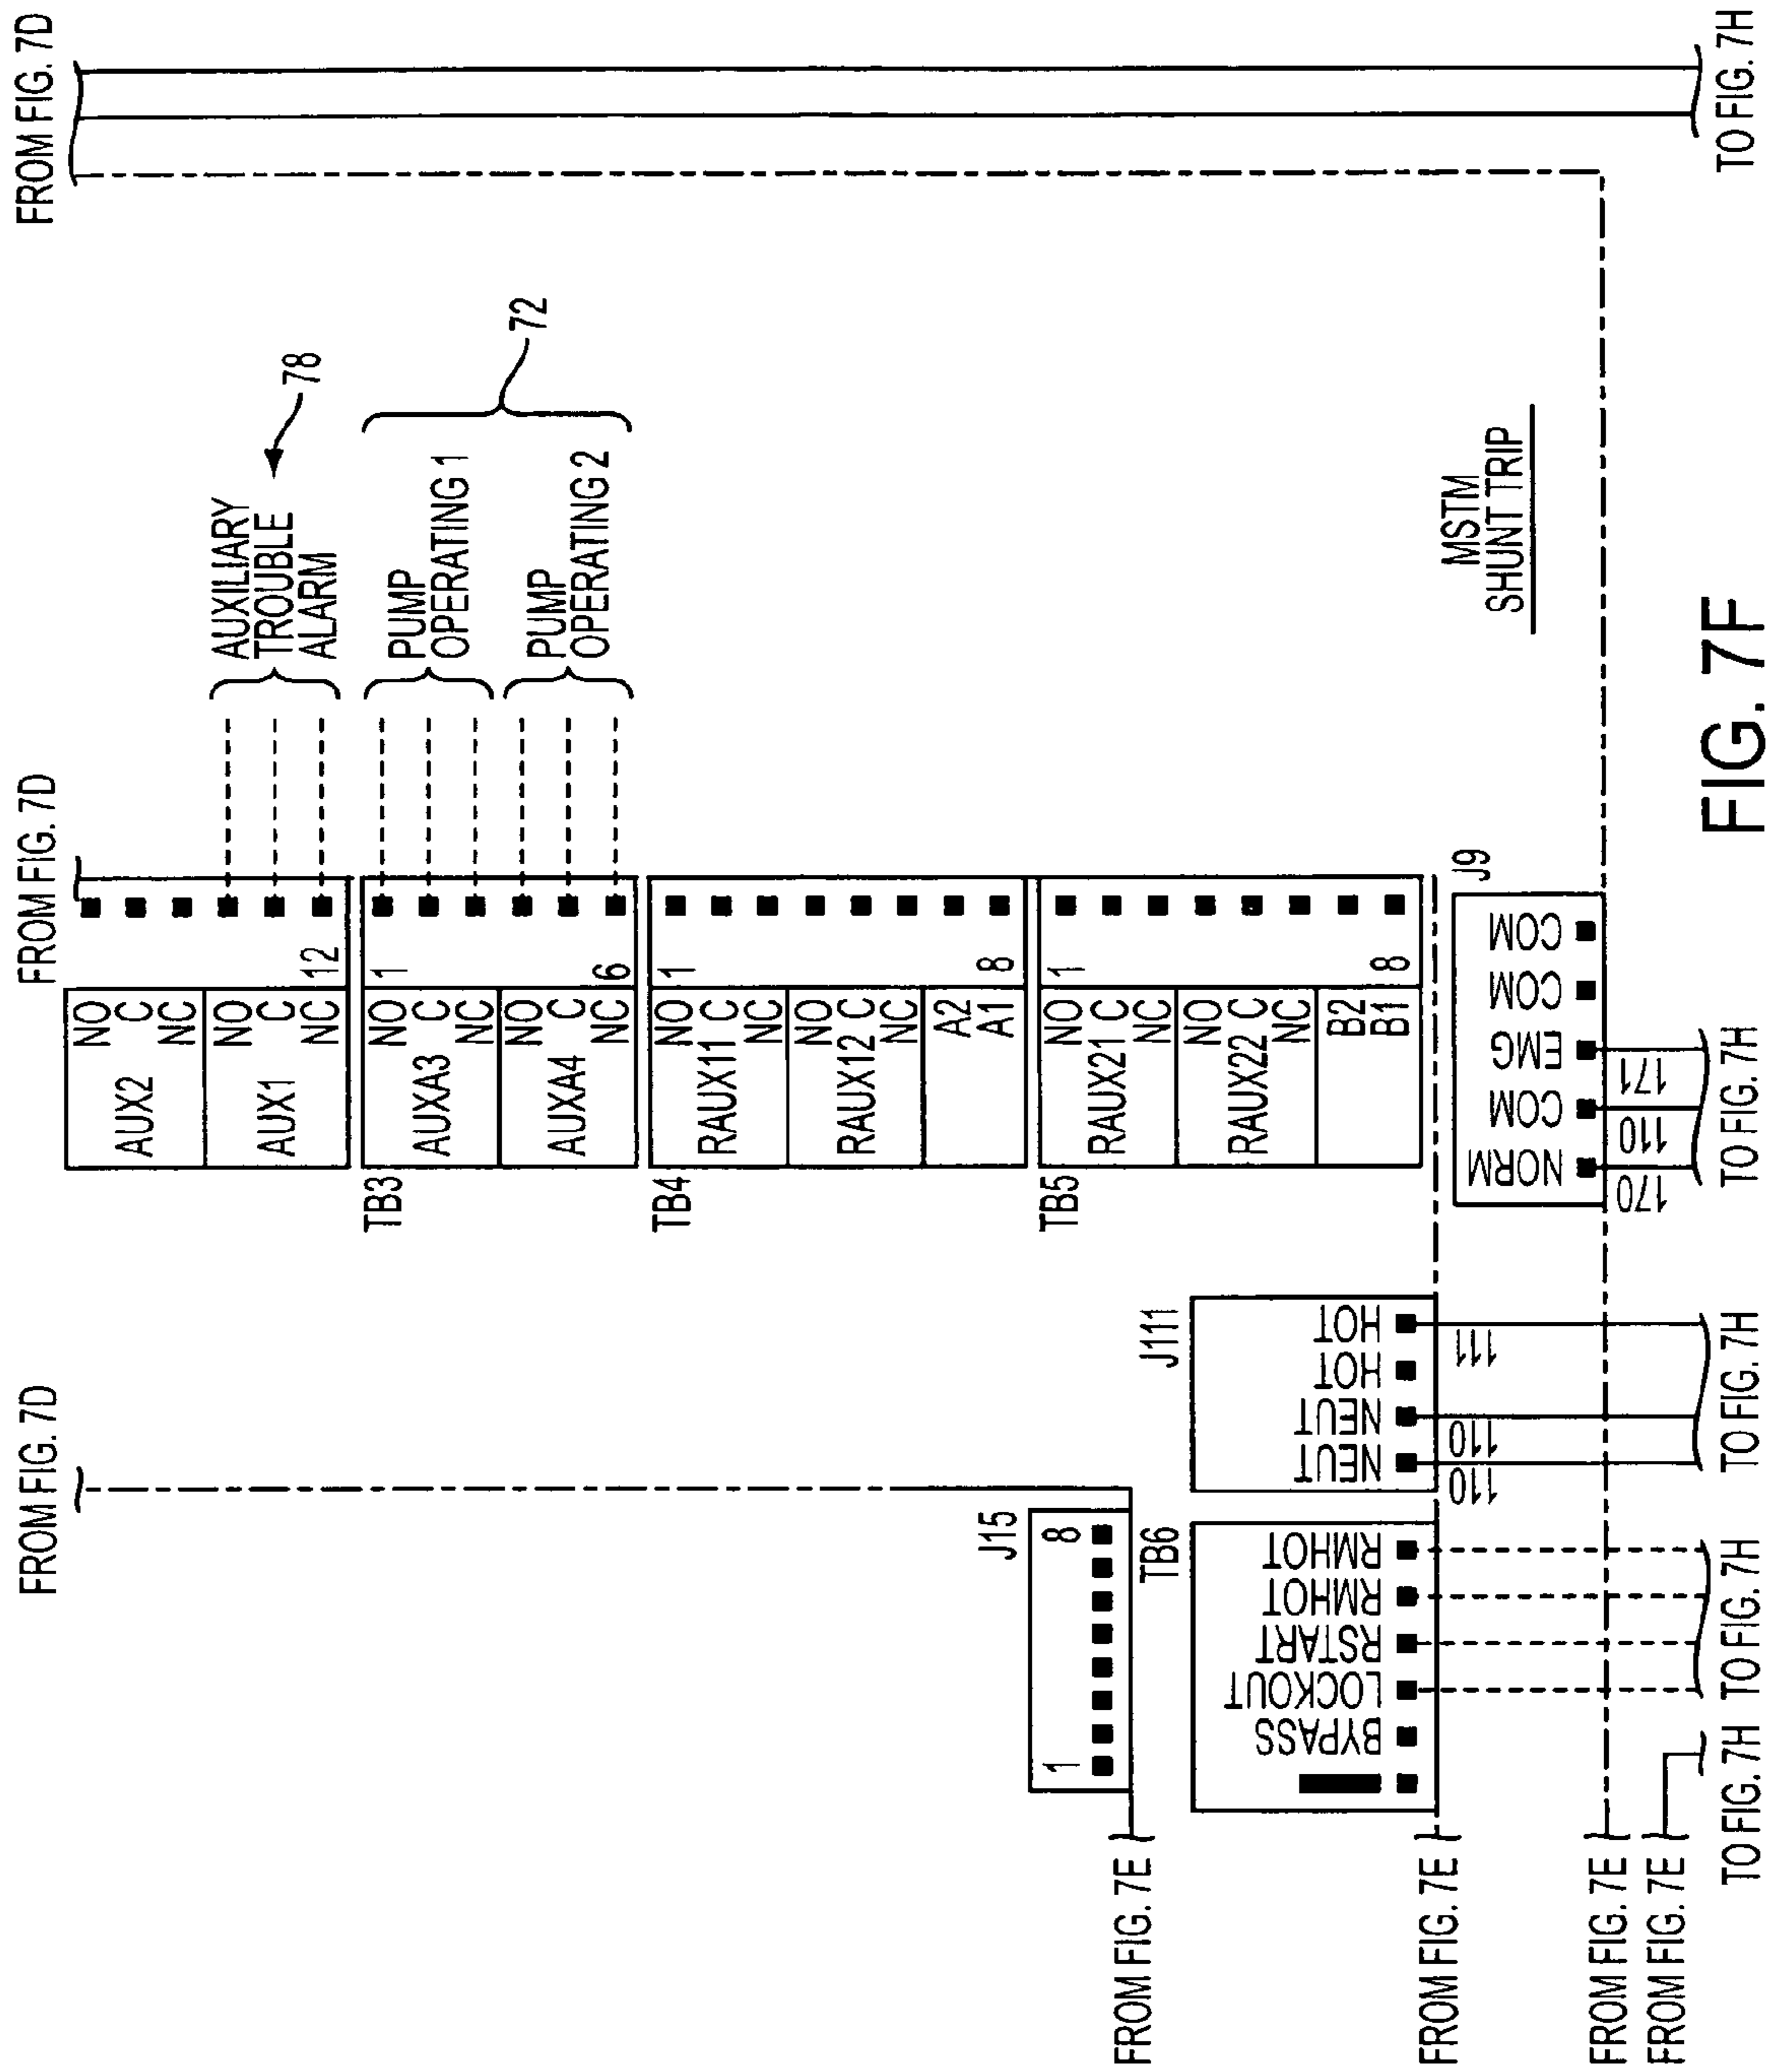 FROM FIG. 7D
FROM FIG. 7D
FROM FIG. 7D
AUX2
NO
C
NC
AUX1
NO
C
NC
12
AUXILIARY
TROUBLE
ALARM
78
TB3
AUXA3
NO
C
NC
1
AUXA4
NO
C
NC
6
PUMP
OPERATING 1
PUMP
OPERATING 2
72
TB4
RAUX11
NO
C
NC
1
RAUX12
NO
C
NC
A2
A1
8
TB5
RAUX21
NO
C
NC
1
RAUX22
NO
C
NC
B2
B1
8
J15
1
8
TB6
BYPASS
LOCKOUT
RSTART
RMHOT
RMHOT
J111
NEUT
NEUT
HOT
HOT
110
110
111
J9
NORM
COM
EMG
COM
COM
170
110
171
MSTM
SHUNT TRIP
FROM FIG. 7E
FROM FIG. 7E
FROM FIG. 7E
FROM FIG. 7E
TO FIG. 7H
TO FIG. 7H
TO FIG. 7H
TO FIG. 7H
TO FIG. 7H
FIG. 7F